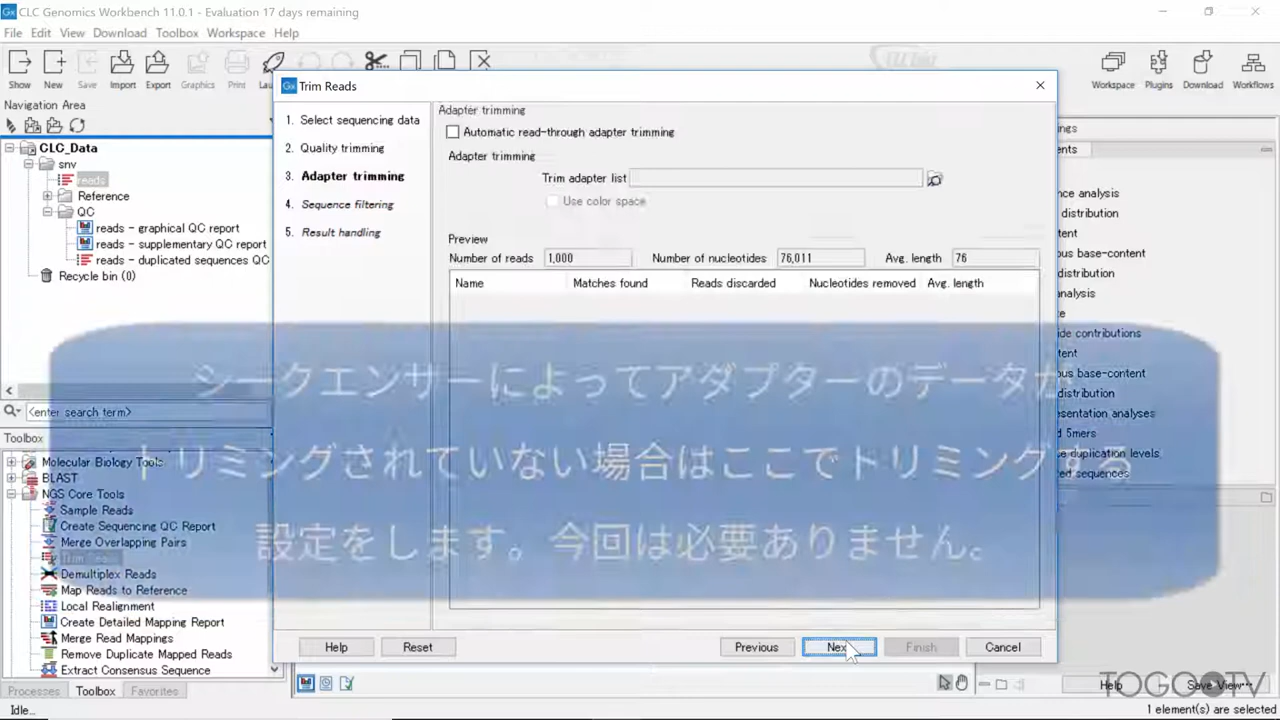 CLC Genomics Workbench 11.0.1 - Evaluation 17 days remaining
File Edit View Download Toolbox Workspace Help
Show New Save Import Export Graphics Print
Workspace Plugins Download Workflows
Navigation Area
CLC_Data
snv
reads
Reference
QC
reads - graphical QC report
reads - supplementary QC report
reads - duplicated sequences QC
Recycle bin (0)
<enter search term>
Toolbox
Molecular Biology Tools
BLAST
NGS Core Tools
Sample Reads
Create Sequencing QC Report
Merge Overlapping Pairs
Demultiplex Reads
Map Reads to Reference
Local Realignment
Create Detailed Mapping Report
Merge Read Mappings
Remove Duplicate Mapped Reads
Extract Consensus Sequence
Processes Toolbox Favorites
Idle...
Trim Reads
1. Select sequencing data
2. Quality trimming
3. Adapter trimming
4. Sequence filtering
5. Result handling
Adapter trimming
Automatic read-through adapter trimming
Adapter trimming
Trim adapter list
Use color space
Preview
Number of reads 1,000 Number of nucleotides 76,011 Avg. length 76
Name Matches found Reads discarded Nucleotides removed Avg. length
シークエンサーによってアダプターのデータが
トリミングされていない場合はここでトリミングする
設定をします。今回は必要ありません。
Help Reset Previous Next Finish Cancel
analysis
distribution
base-content
distribution
analysis
contributions
base-content
distribution
analyses
5mers
duplication levels
sequences
Help Save View...
TOGOTV
1 element(s) are selected